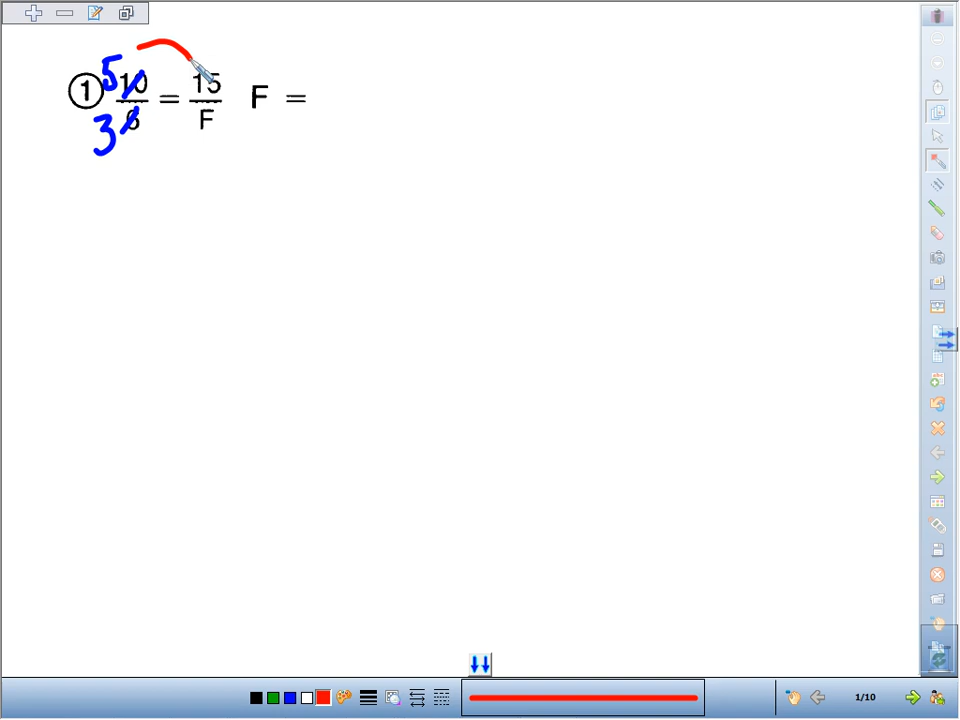 ① 5 10/6 = 15/F F =
3
1/10